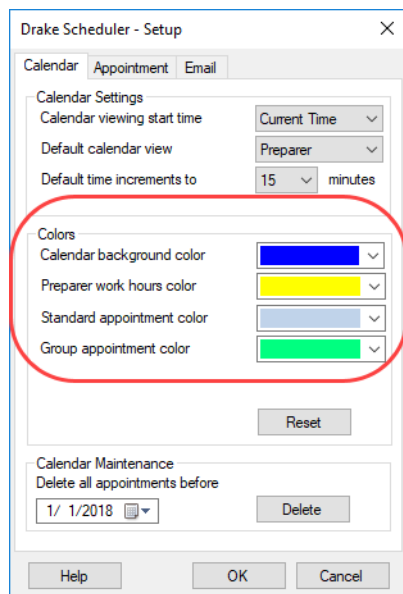 Drake Scheduler - Setup
Calendar Appointment Email
Calendar Settings
Calendar viewing start time Current Time
Default calendar view Preparer
Default time increments to 15 minutes
Colors
Calendar background color
Preparer work hours color
Standard appointment color
Group appointment color
Reset
Calendar Maintenance
Delete all appointments before
1/ 1/2018 Delete
Help OK Cancel